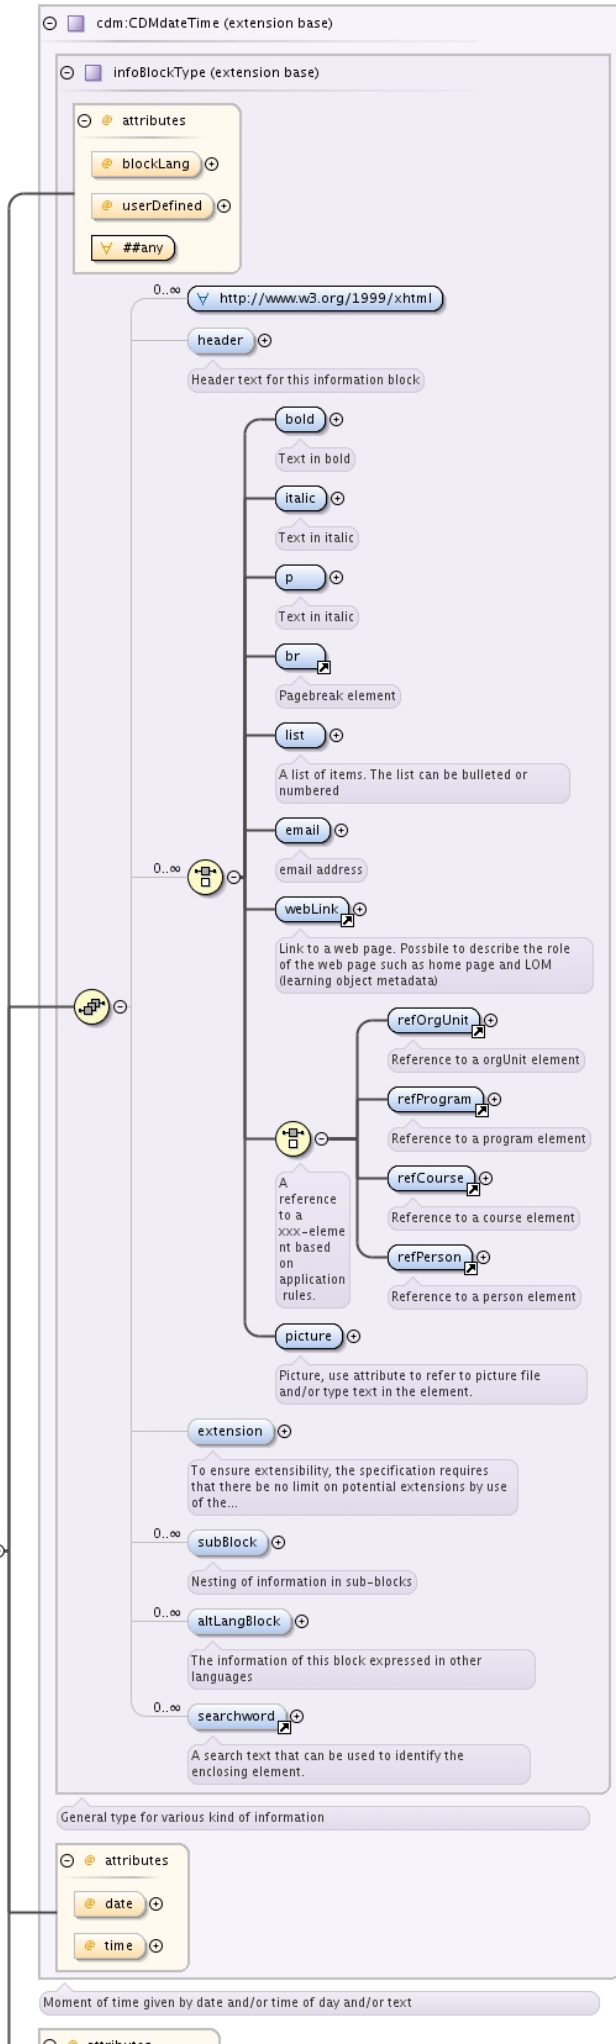 cdm:CDMdateTime (extension base)
infoBlockType (extension base)
@ attributes
@ blockLang
@ userDefined
∀ ##any
0..∞
∀ http://www.w3.org/1999/xhtml
header
Header text for this information block
bold
Text in bold
italic
Text in italic
p
Text in italic
br
Pagebreak element
list
A list of items. The list can be bulleted or
numbered
email
email address
0..∞
webLink
Link to a web page. Possbile to describe the role
of the web page such as home page and LOM
(learning object metadata)
refOrgUnit
Reference to a orgUnit element
refProgram
Reference to a program element
A
reference
to a
xxx-eleme
nt based
on
application
rules.
refCourse
Reference to a course element
refPerson
Reference to a person element
picture
Picture, use attribute to refer to picture file
and/or type text in the element.
extension
To ensure extensibility, the specification requires
that there be no limit on potential extensions by use
of the...
0..∞
subBlock
Nesting of information in sub-blocks
0..∞
altLangBlock
The information of this block expressed in other
languages
0..∞
searchword
A search text that can be used to identify the
enclosing element.
General type for various kind of information
@ attributes
@ date
@ time
Moment of time given by date and/or time of day and/or text